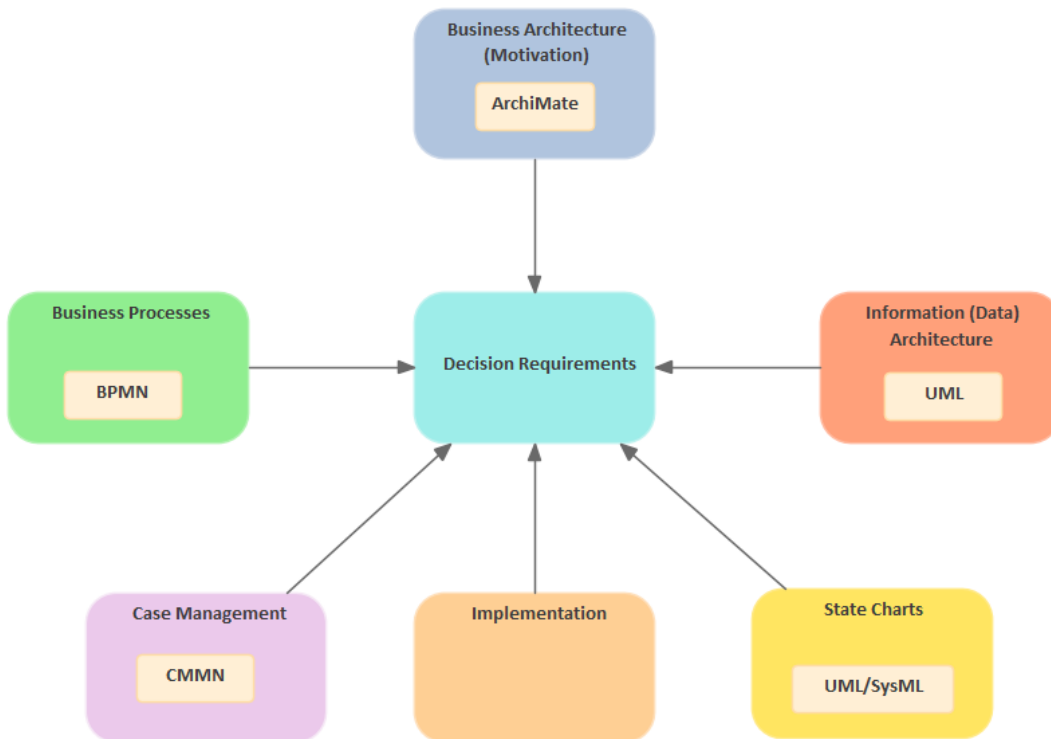 Business Architecture
(Motivation)
ArchiMate
Business Processes
BPMN
Decision Requirements
Information (Data)
Architecture
UML
Case Management
CMMN
Implementation
State Charts
UML/SysML